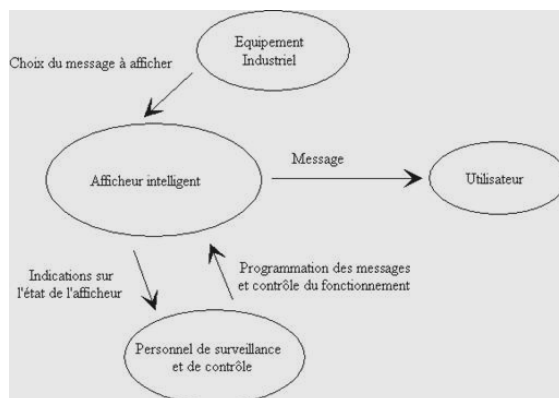 Equipement
Industriel
Choix du message à afficher
Message
Afficheur intelligent
Utilisateur
Indications sur
l'état de l'afficheur
Programmation des messages
et contrôle du fonctionnement
Personnel de surveillance
et de contrôle